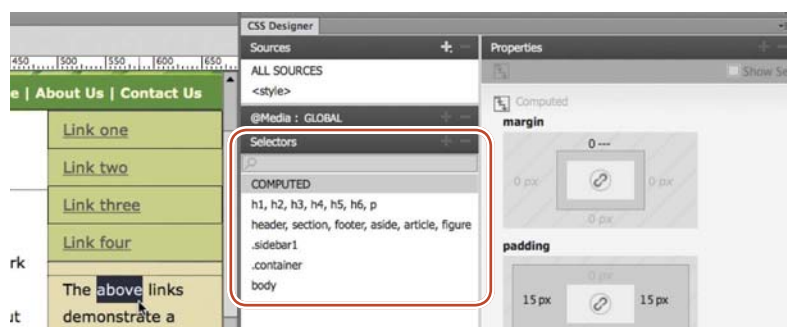 CSS Designer
Sources
ALL SOURCES
<style>
@Media : GLOBAL
Selectors
COMPUTED
h1, h2, h3, h4, h5, h6, p
header, section, footer, aside, article, figure
.sidebar1
.container
body
Properties
Show Se
Computed
margin
0 ---
0 px
0 px
0 px
padding
0 px
15 px
15 px
450 500 550 600 650
e | About Us | Contact Us
Link one
Link two
Link three
Link four
rk
The above links
ut demonstrate a